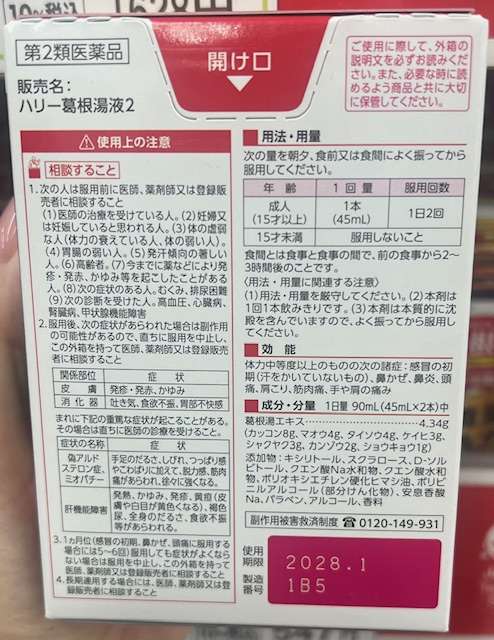 10%税込
第2類医薬品
販売名:
ハリー葛根湯液2
開け口
ご使用に際して、外箱の
説明文を必ずお読みくだ
さい。また、必要な時に読
めるよう商品と共に大切
に保管してください。
使用上の注意
相談すること
1.次の人は服用前に医師、薬剤師又は登録販
売者に相談すること
(1)医師の治療を受けている人。(2)妊婦又
は妊娠していると思われる人。(3)体の虚弱
な人(体力の衰えている人、体の弱い人)。
(4)胃腸の弱い人。(5)発汗傾向の著しい
人。(6)高齢者。(7)今までに薬などにより発
疹・発赤、かゆみ等を起こしたことがある
人。(8)次の症状のある人。むくみ、排尿困難
(9)次の診断を受けた人。高血圧、心臓病、
腎臓病、甲状腺機能障害
2.服用後、次の症状があらわれた場合は副作用
の可能性があるので、直ちに服用を中止し、
この外箱を持って医師、薬剤師又は登録販売
者に相談すること
関係部位 症状
皮膚 発疹・発赤、かゆみ
消化器 吐き気、食欲不振、胃部不快感
まれに下記の重篤な症状が起こることがある。
その場合は直ちに医師の診療を受けること。
症状の名称 症状
偽アルド
ステロン症、
ミオパチー
手足のだるさ、しびれ、つっぱり感
やこわばりに加えて、脱力感、筋肉
痛があらわれ、徐々に強くなる。
肝機能障害
発熱、かゆみ、発疹、黄疸(皮
膚や白目が黄色くなる)、褐色
尿、全身のだるさ、食欲不振
等があらわれる。
3.1ヵ月位(感冒の初期、鼻かぜ、頭痛に服用する
場合には5~6回)服用しても症状がよくなら
ない場合は服用を中止し、この外箱を持って
医師、薬剤師又は登録販売者に相談すること
4.長期連用する場合には、医師、薬剤師又は登
録販売者に相談すること
用法・用量
次の量を朝夕、食前又は食間によく振ってから
服用してください。
年齢 1回量 服用回数
成人
(15才以上) 1本
(45mL) 1日2回
15才未満 服用しないこと
食間とは食事と食事の間で、前の食事から2~
3時間後のことです。
〈用法・用量に関連する注意〉
(1)用法・用量を厳守してください。(2)本剤は
1回1本飲みきりです。(3)本剤は本質的に沈
殿を含んでいますので、よく振ってから服用し
てください。
効能
体力中等度以上のものの次の諸症:感冒の初
期(汗をかいていないもの)、鼻かぜ、鼻炎、頭
痛、肩こり、筋肉痛、手や肩の痛み
成分・分量 1日量 90mL(45mL×2本)中
葛根湯エキス 4.34g
(カッコン8g、マオウ4g、タイソウ4g、ケイヒ3g、
シャクヤク3g、カンゾウ2g、ショウキョウ1g)
添加物:キシリトール、スクラロース、D-ソル
ビトール、クエン酸Na水和物、クエン酸水和
物、ポリオキシエチレン硬化ヒマシ油、ポリビ
ニルアルコール(部分けん化物)、安息香酸
Na、パラベン、アルコール、香料
副作用被害救済制度 ☎0120-149-931
使用
期限
2028.1
製造
番号
1B5